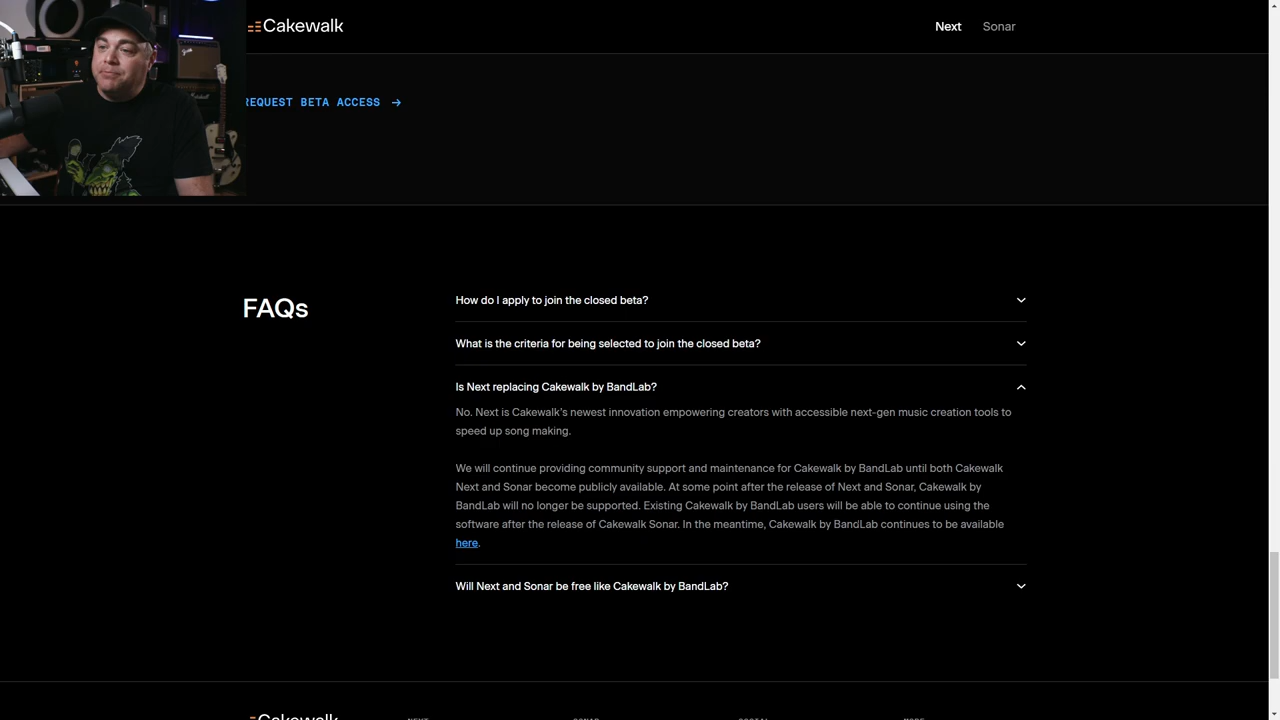 Cakewalk
Next
Sonar
REQUEST BETA ACCESS
FAQs
How do I apply to join the closed beta?
What is the criteria for being selected to join the closed beta?
Is Next replacing Cakewalk by BandLab?
No. Next is Cakewalk's newest innovation empowering creators with accessible next-gen music creation tools to
speed up song making.
We will continue providing community support and maintenance for Cakewalk by BandLab until both Cakewalk
Next and Sonar become publicly available. At some point after the release of Next and Sonar, Cakewalk by
BandLab will no longer be supported. Existing Cakewalk by BandLab users will be able to continue using the
software after the release of Cakewalk Sonar. In the meantime, Cakewalk by BandLab continues to be available
here.
Will Next and Sonar be free like Cakewalk by BandLab?
Cakewalk
NEXT
SONAR
SOCIAL
MORE